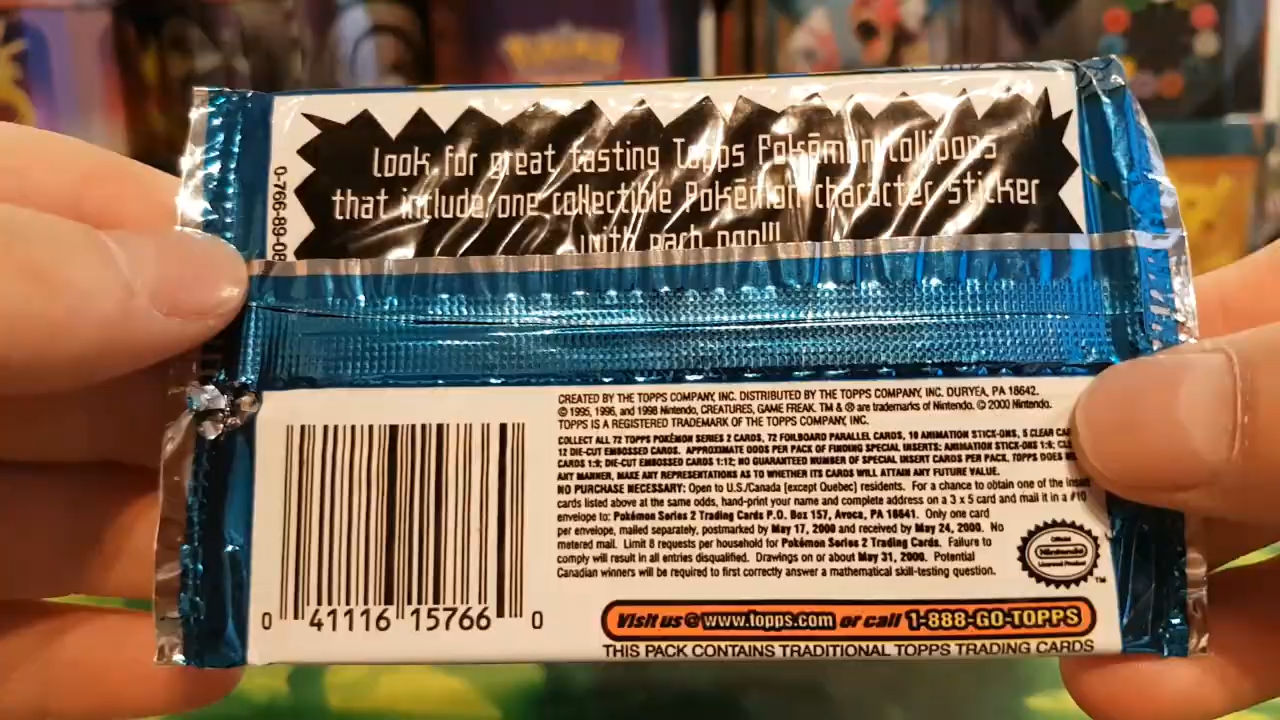 Pokémon
Look for great tasting Topps Pokémon Lollipops
that include one collectible Pokémon character sticker
with each pop!!!
0-766-89-08
CREATED BY THE TOPPS COMPANY, INC. DISTRIBUTED BY THE TOPPS COMPANY, INC. DURYEA, PA 18642.
© 1995, 1996, and 1998 Nintendo, CREATURES, GAME FREAK. TM & ® are trademarks of Nintendo. © 2000 Nintendo.
TOPPS IS A REGISTERED TRADEMARK OF THE TOPPS COMPANY, INC.
COLLECT ALL 72 TOPPS POKÉMON SERIES 2 CARDS, 72 FOILBOARD PARALLEL CARDS, 10 ANIMATION STICK-ONS, 5 CLEAR
12 DIE-CUT EMBOSSED CARDS. APPROXIMATE ODDS PER PACK OF FINDING SPECIAL INSERTS: ANIMATION STICK-ONS 1:6;
CARDS 1:9; DIE-CUT EMBOSSED CARDS 1:12; NO GUARANTEED NUMBER OF SPECIAL INSERT CARDS PER PACK, TOPPS DOES
ANY MANNER, MAKE ANY REPRESENTATIONS AS TO WHETHER ITS CARDS WILL ATTAIN ANY FUTURE VALUE.
NO PURCHASE NECESSARY: Open to U.S./Canada [except Quebec] residents. For a chance to obtain one of the insert
cards listed above at the same odds, hand-print your name and complete address on a 3 x 5 card and mail it in a #10
envelope to: Pokémon Series 2 Trading Cards P.O. Box 157, Avoca, PA 18641. Only one card
per envelope, mailed separately, postmarked by May 17, 2000 and received by May 24, 2000. No
metered mail. Limit 8 requests per household for Pokémon Series 2 Trading Cards. Failure to
comply will result in all entries disqualified. Drawings on or about May 31, 2000. Potential
Canadian winners will be required to first correctly answer a mathematical skill-testing question.
Official
Nintendo
Licensed Product
TM
0 41116 15766 0
Visit us @ www.topps.com or call 1-888-GO-TOPPS
THIS PACK CONTAINS TRADITIONAL TOPPS TRADING CARDS